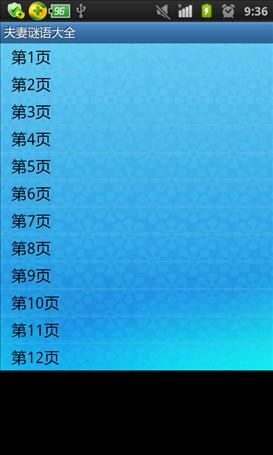 96
9:36
夫妻谜语大全
第1页
第2页
第3页
第4页
第5页
第6页
第7页
第8页
第9页
第10页
第11页
第12页